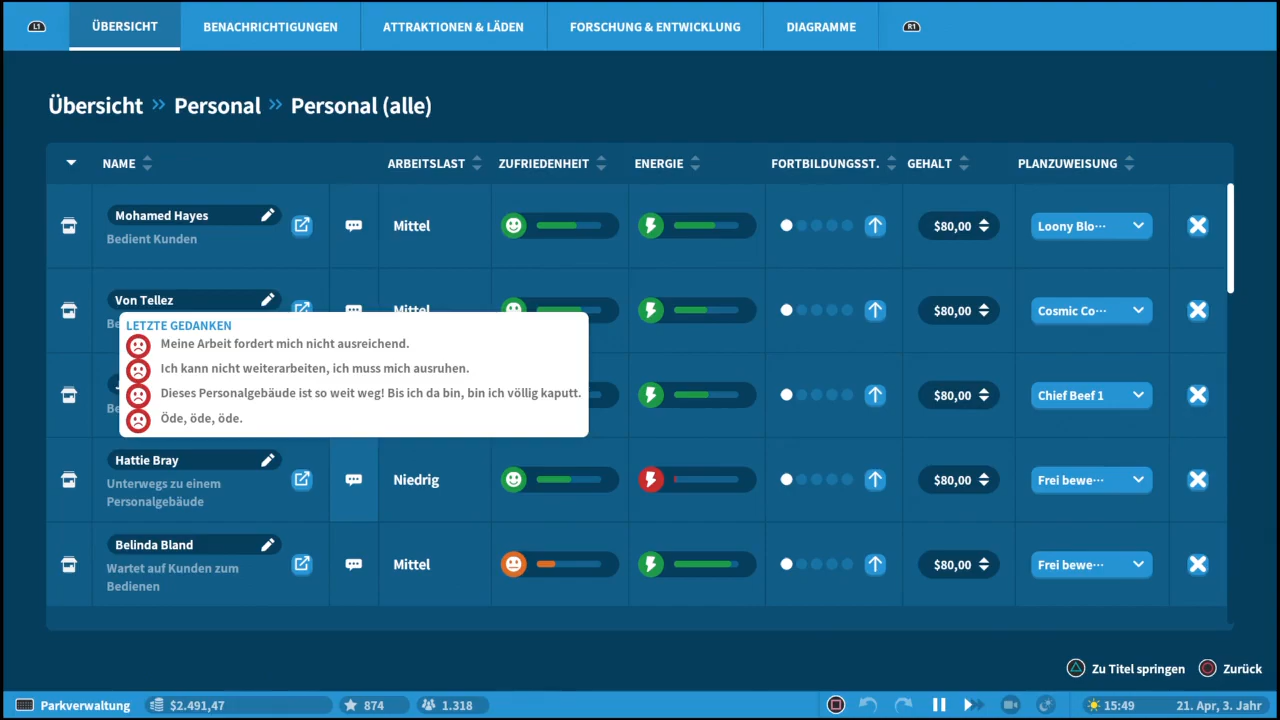 L1
ÜBERSICHT
BENACHRICHTIGUNGEN
ATTRAKTIONEN & LÄDEN
FORSCHUNG & ENTWICKLUNG
DIAGRAMME
R1
Übersicht » Personal » Personal (alle)
NAME
ARBEITSLAST
ZUFRIEDENHEIT
ENERGIE
FORTBILDUNGSST.
GEHALT
PLANZUWEISUNG
Mohamed Hayes
Bedient Kunden
Mittel
$80,00
Loony Blo···
Von Tellez
Mittel
$80,00
Cosmic Co···
LETZTE GEDANKEN
Meine Arbeit fordert mich nicht ausreichend.
Ich kann nicht weiterarbeiten, ich muss mich ausruhen.
Dieses Personalgebäude ist so weit weg! Bis ich da bin, bin ich völlig kaputt.
Öde, öde, öde.
$80,00
Chief Beef 1
Hattie Bray
Unterwegs zu einem
Personalgebäude
Niedrig
$80,00
Frei bewe···
Belinda Bland
Wartet auf Kunden zum
Bedienen
Mittel
$80,00
Frei bewe···
Zu Titel springen
Zurück
Parkverwaltung
$2.491,47
874
1.318
15:49
21. Apr, 3. Jahr